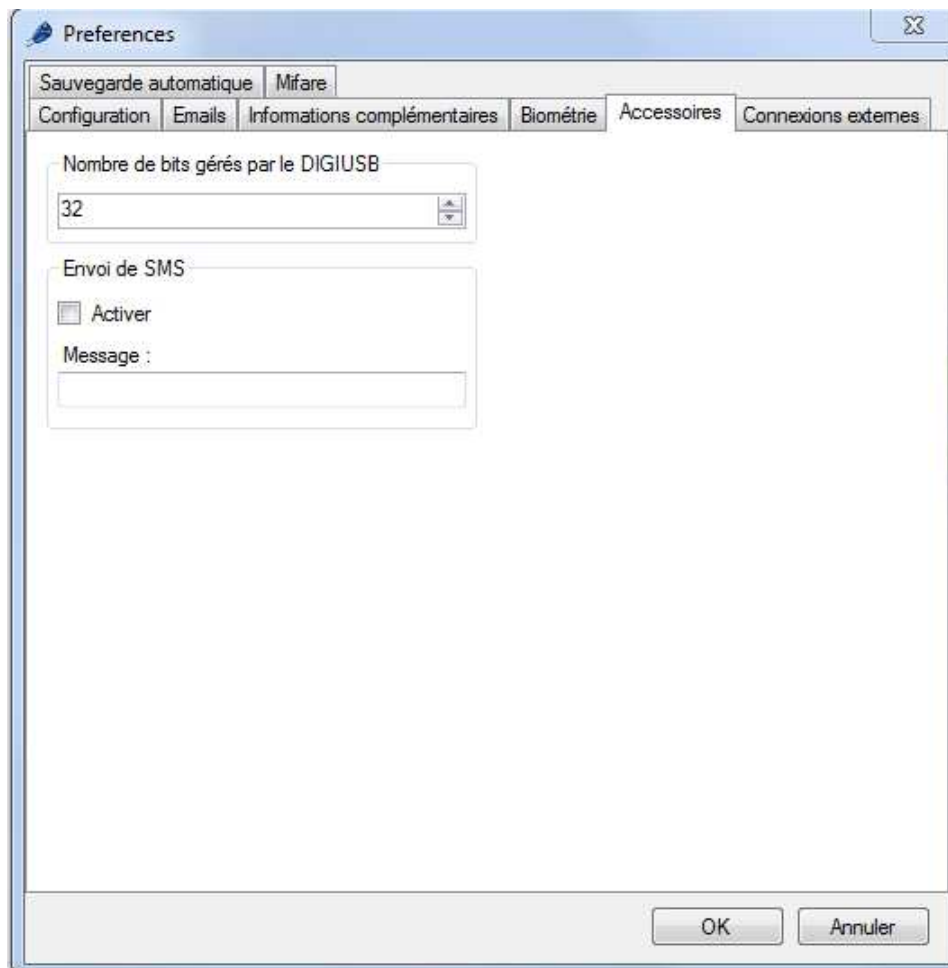 Preferences
Sauvegarde automatique Mifare
Configuration Emails Informations complémentaires Biométrie Accessoires Connexions externes
Nombre de bits gérés par le DIGIUSB
32
Envoi de SMS
Activer
Message :
OK Annuler